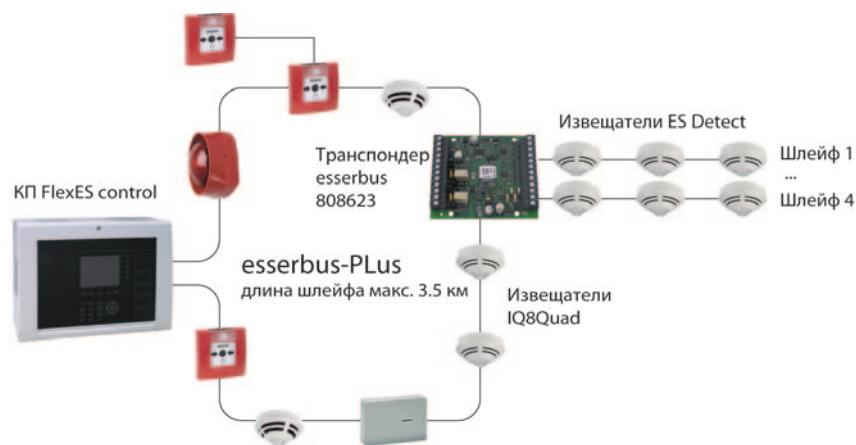 Извещатели ES Detect
Транспондер
esserbus
808623
Шлейф 1
...
Шлейф 4
КП FlexES control
esserbus-PLus
длина шлейфа макс. 3.5 км
Извещатели
IQ8Quad